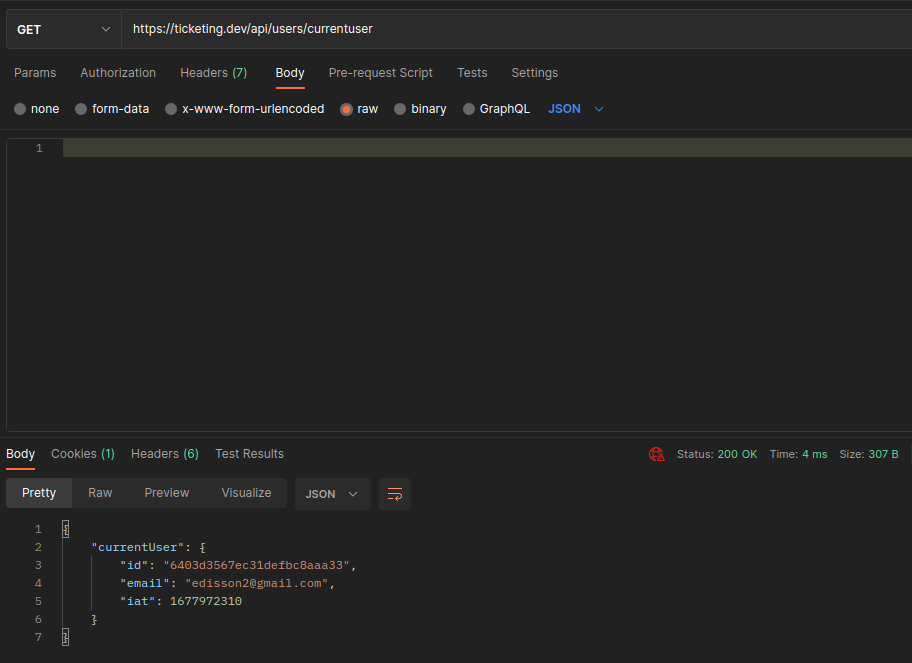 GET https://ticketing.dev/api/users/currentuser
Params Authorization Headers (7) Body Pre-request Script Tests Settings
none form-data x-www-form-urlencoded raw binary GraphQL JSON
1
Body Cookies (1) Headers (6) Test Results Status: 200 OK Time: 4 ms Size: 307 B
Pretty Raw Preview Visualize JSON
1 {
2 "currentUser": {
3 "id": "6403d3567ec31defbc8aaa33",
4 "email": "edisson2@gmail.com",
5 "iat": 1677972310
6 }
7 }